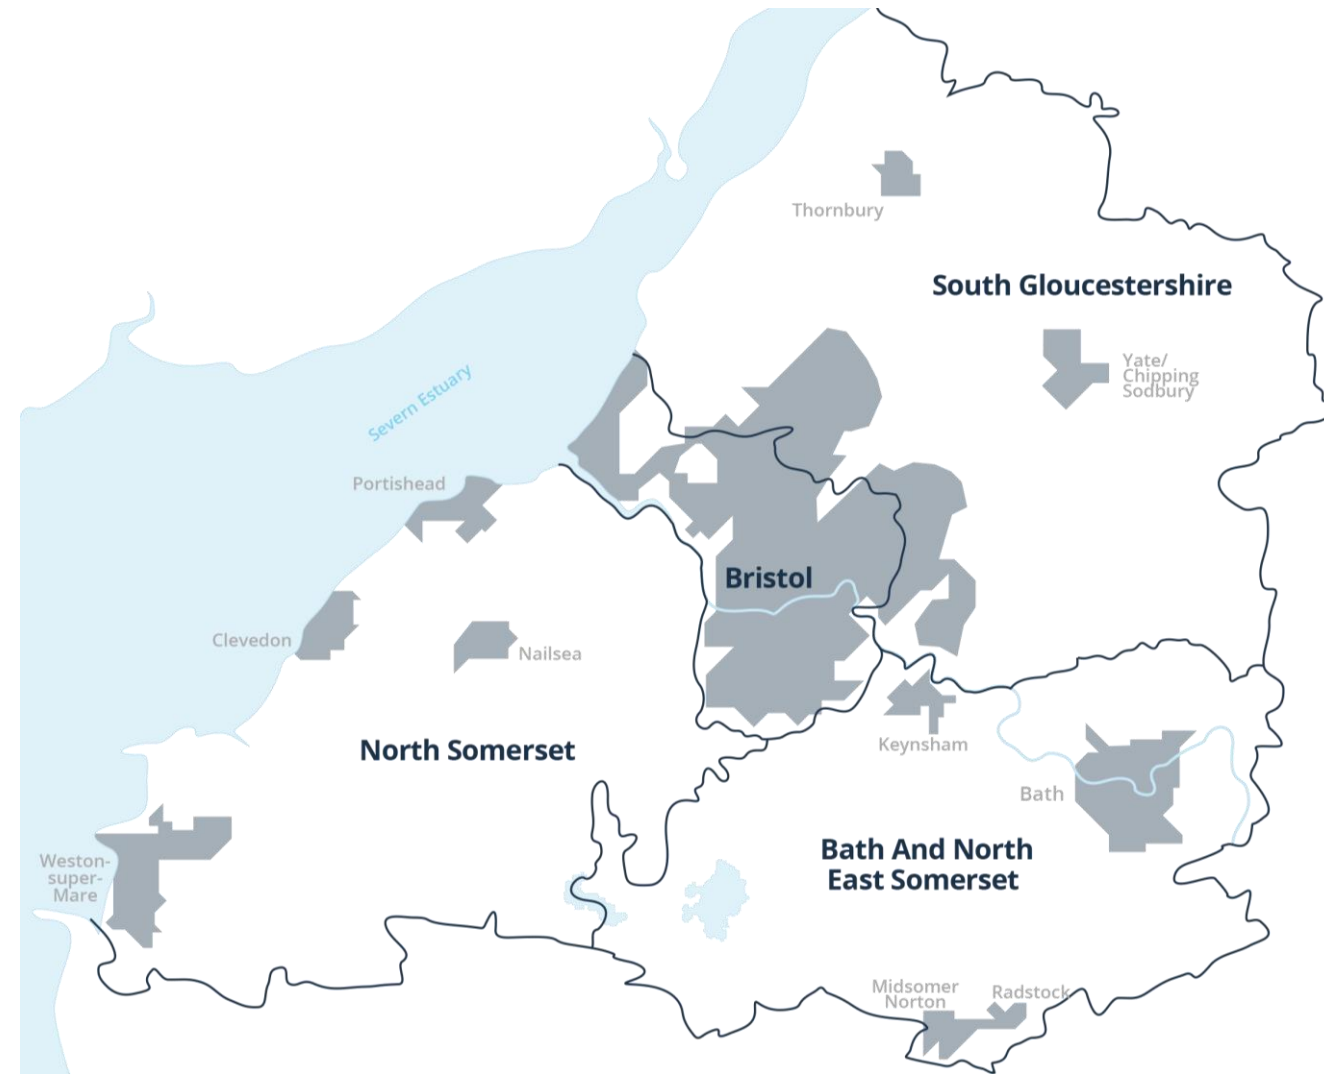 Thornbury
South Gloucestershire
Yate/
Chipping
Sodbury
Severn Estuary
Portishead
Bristol
Clevedon
Nailsea
North Somerset
Keynsham
Bath
Bath And North
East Somerset
Weston-
super-
Mare
Midsomer
Norton
Radstock